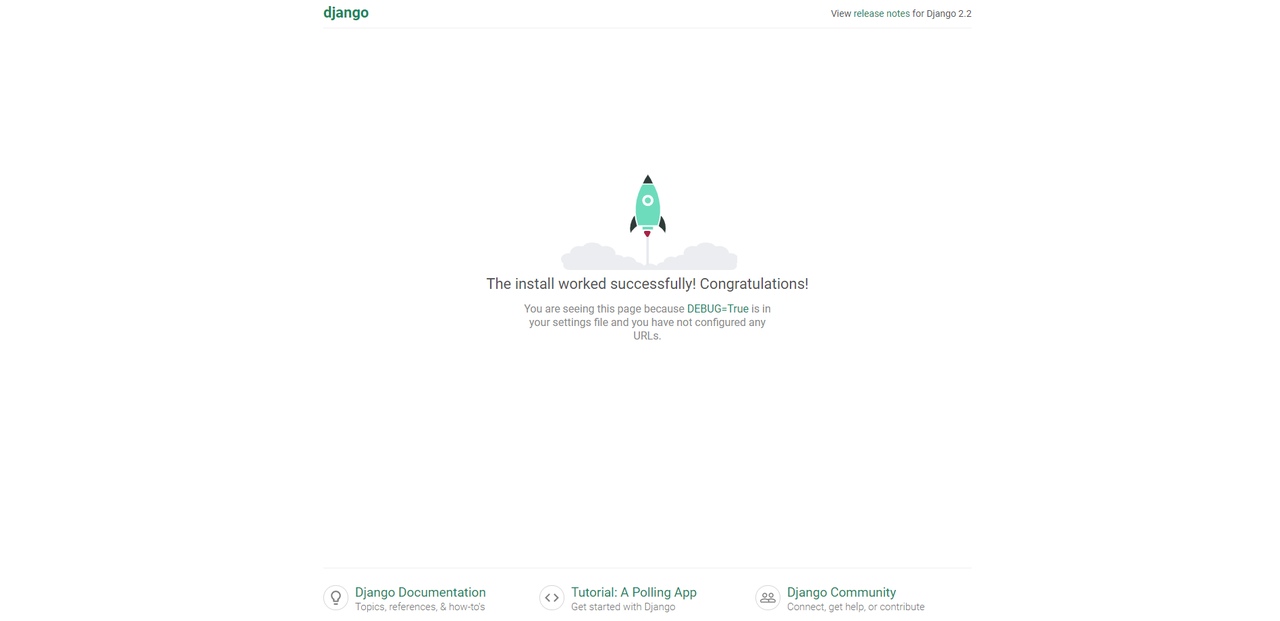 django
View release notes for Django 2.2
The install worked successfully! Congratulations!
You are seeing this page because DEBUG=True is in
your settings file and you have not configured any
URLs.
Django Documentation
Topics, references, & how-to's
Tutorial: A Polling App
Get started with Django
Django Community
Connect, get help, or contribute